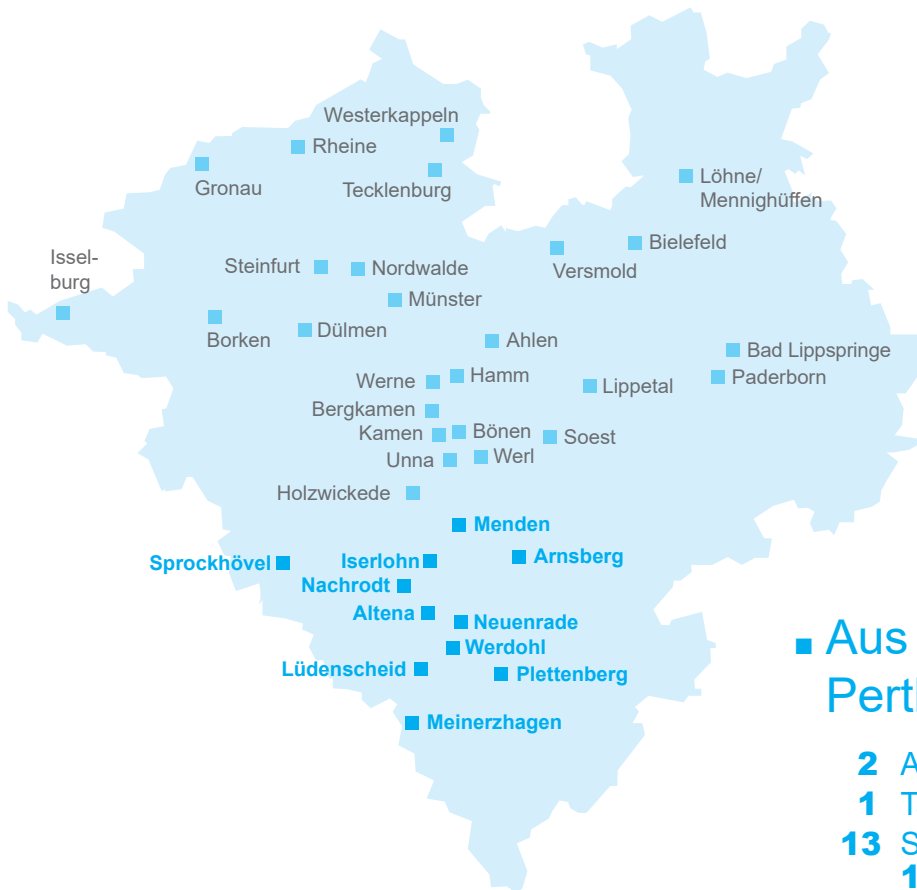 Westerkappeln
Rheine
Gronau
Tecklenburg
Löhne/
Mennighüffen
Issel-
burg
Steinfurt
Nordwalde
Versmold
Bielefeld
Münster
Borken
Dülmen
Ahlen
Bad Lippspringe
Werne
Hamm
Lippetal
Paderborn
Bergkamen
Kamen
Bönen
Soest
Unna
Werl
Holzwickede
Menden
Sprockhövel
Iserlohn
Arnsberg
Nachrodt
Altena
Neuenrade
Werdohl
Lüdenscheid
Plettenberg
Meinerzhagen
Aus
2
1
13
1